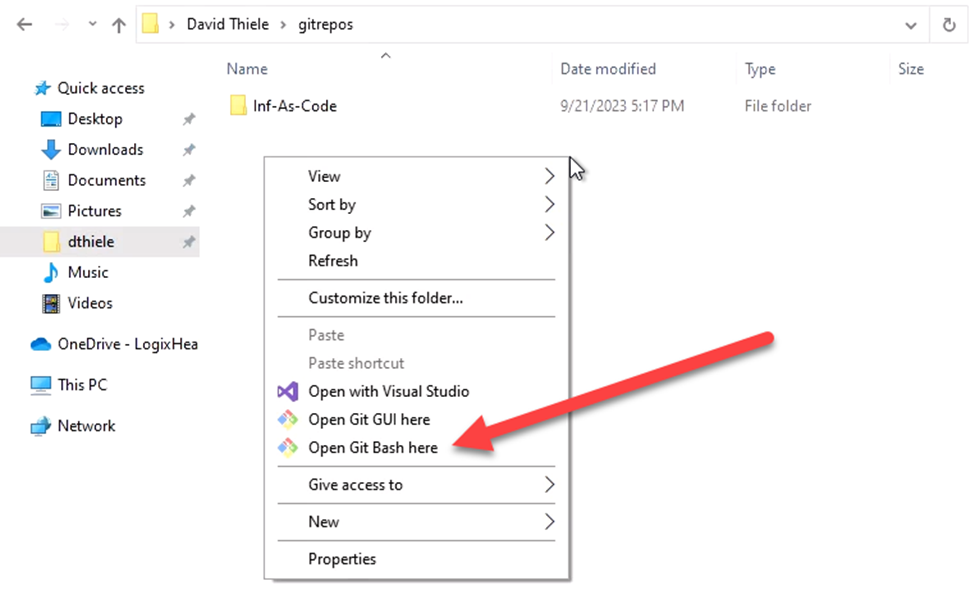 David Thiele > gitrepos
Name Date modified Type Size
Inf-As-Code 9/21/2023 5:17 PM File folder
Quick access
Desktop
Downloads
Documents
Pictures
dthiele
Music
Videos
OneDrive - LogixHea
This PC
Network
View
Sort by
Group by
Refresh
Customize this folder...
Paste
Paste shortcut
Open with Visual Studio
Open Git GUI here
Open Git Bash here
Give access to
New
Properties